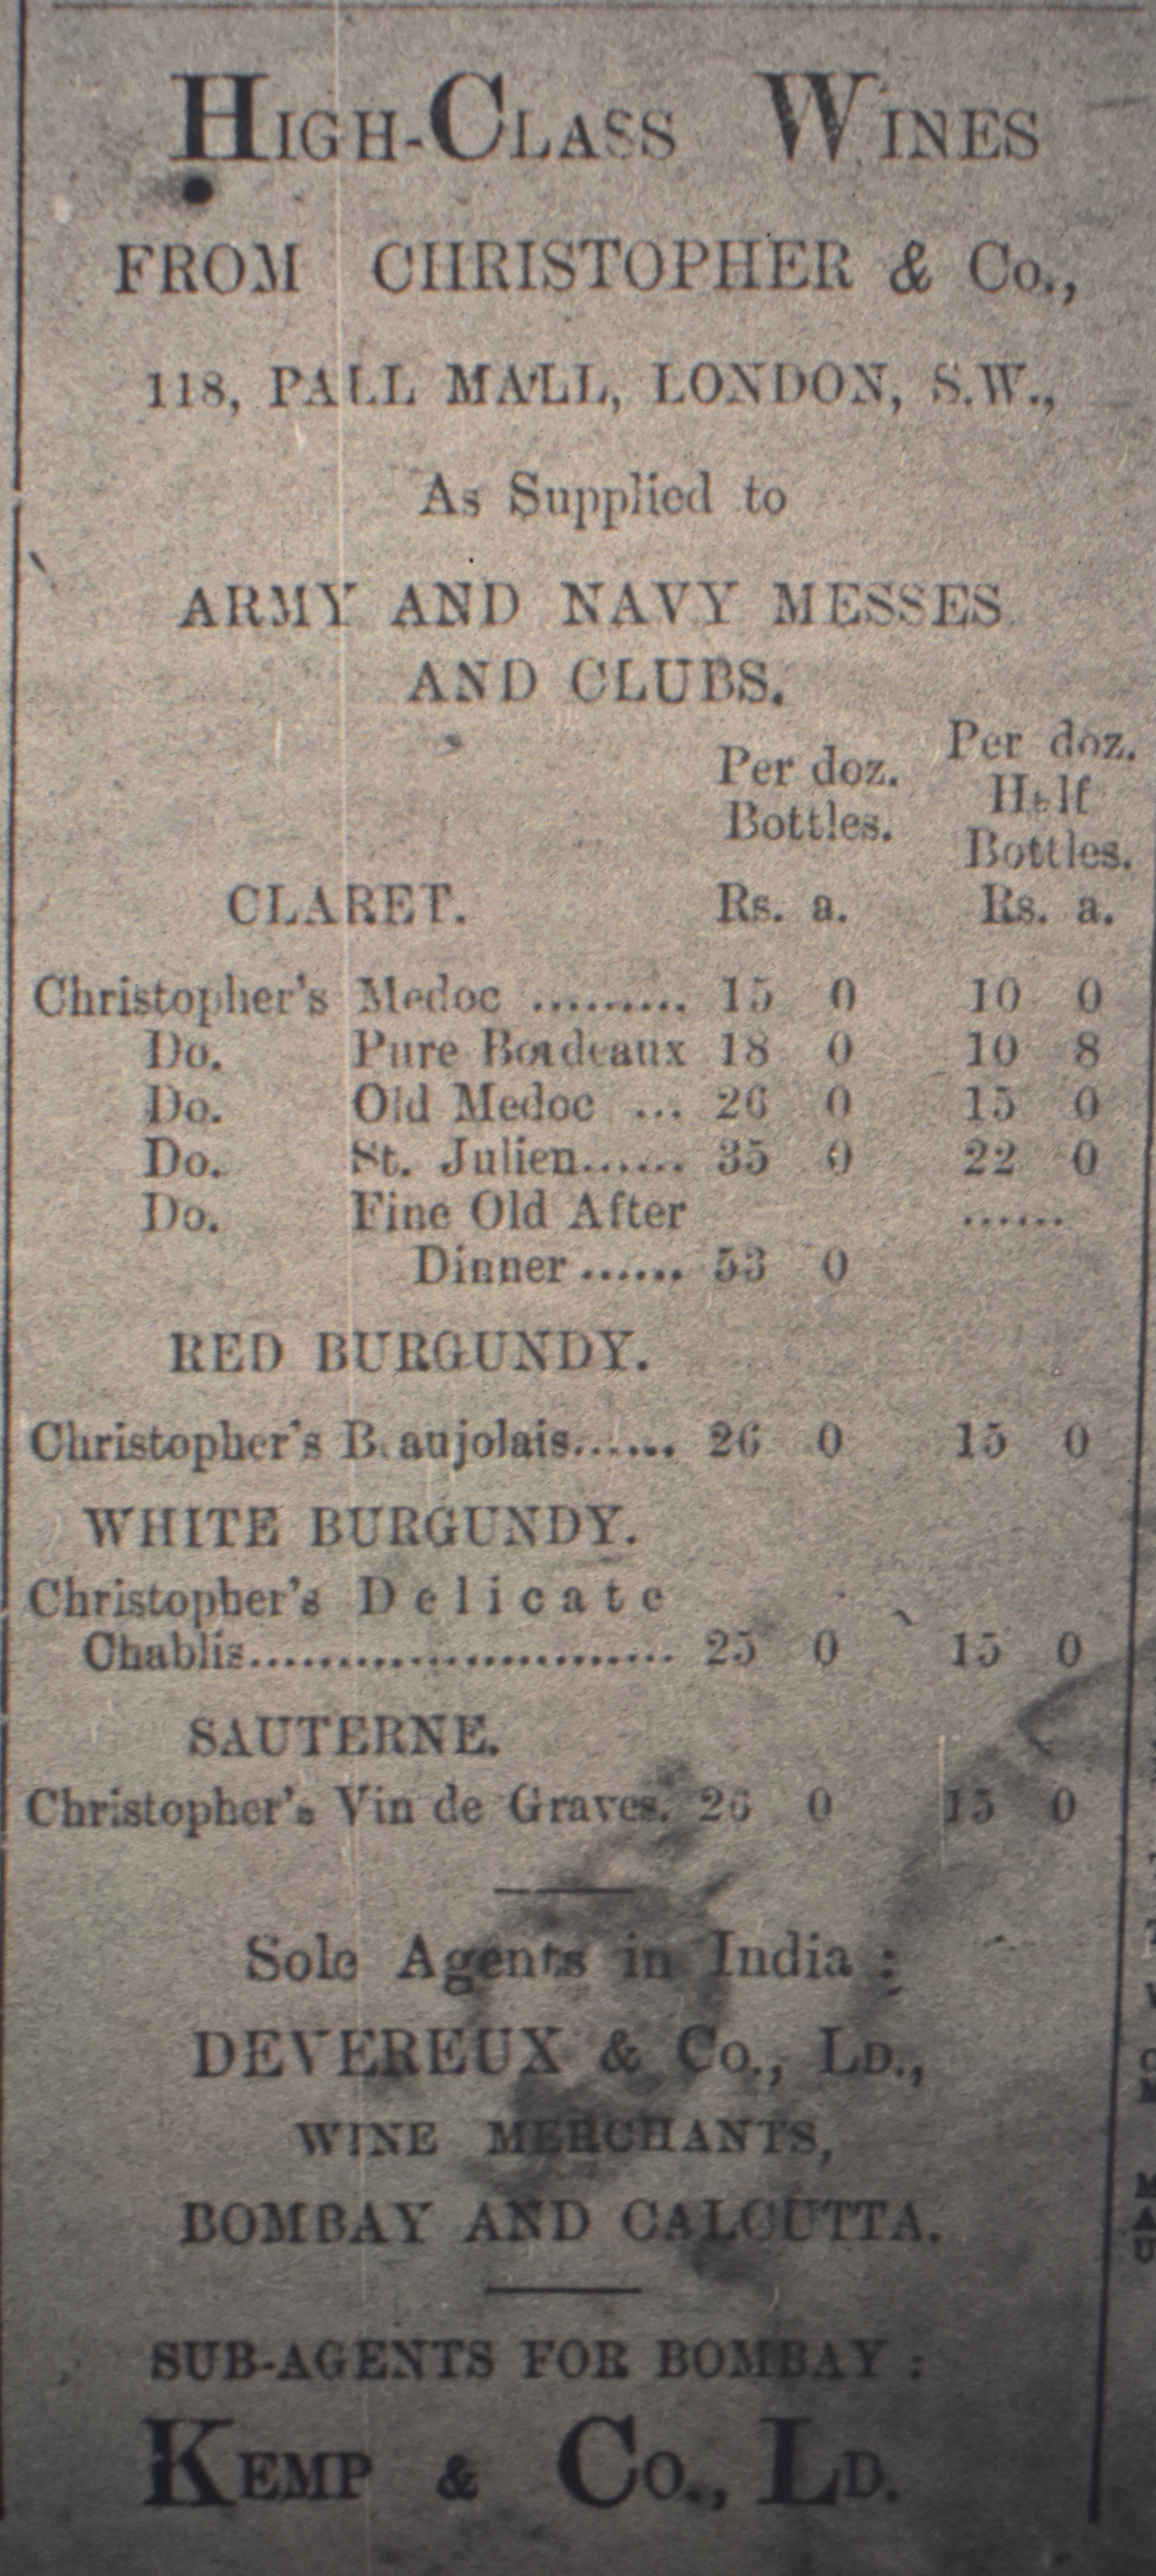 HIGH-CLASS WINES
FROM CHRISTOPHER & Co.,
118, PALL MALL, LONDON, S.W.,
As Supplied to
ARMY AND NAVY MESSES
AND CLUBS.
Per doz. Bottles. Per doz. Half Bottles.
CLARET. Rs. a. Rs. a.
Christopher's Medoc ......... 15 0 10 0
Do. Pure Bordeaux 18 0 10 8
Do. Old Medoc ... 26 0 15 0
Do. St. Julien...... 35 0 22 0
Do. Fine Old After ......
Dinner ...... 53 0
RED BURGUNDY.
Christopher's Beaujolais...... 26 0 15 0
WHITE BURGUNDY.
Christopher's Delicate
Chablis........................ 25 0 15 0
SAUTERNE.
Christopher's Vin de Graves. 26 0 15 0
Sole Agents in India :
DEVEREUX & Co., LD.,
WINE MERCHANTS,
BOMBAY AND CALCUTTA.
SUB-AGENTS FOR BOMBAY :
KEMP & Co., LD.